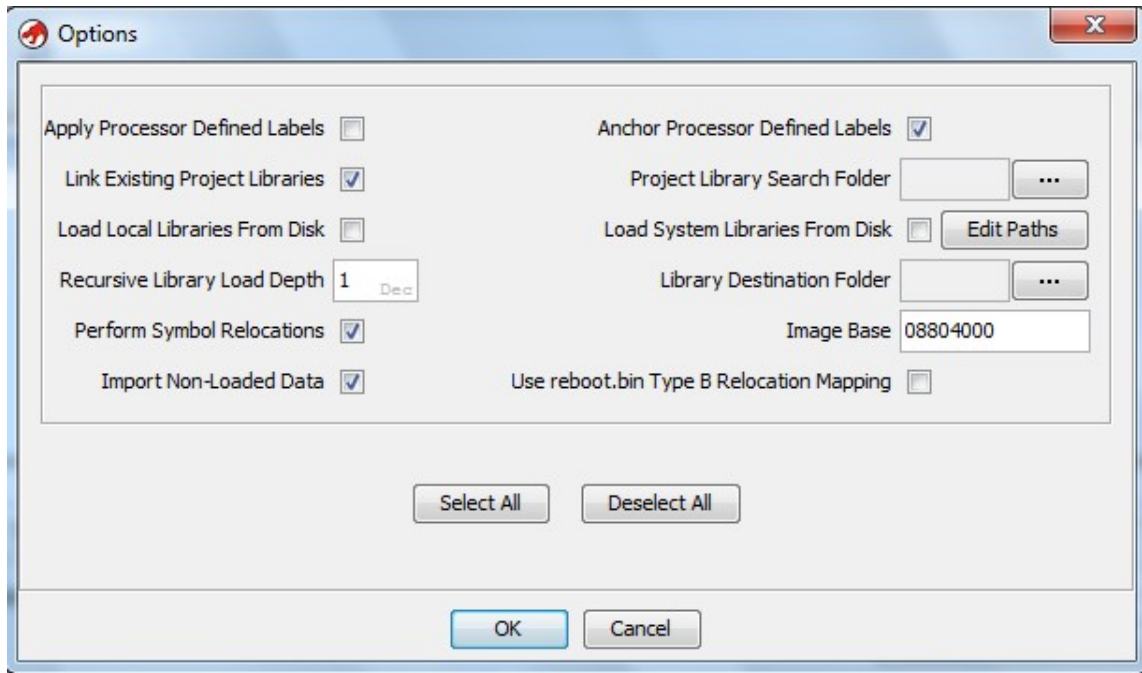 Options
Apply Processor Defined Labels
Anchor Processor Defined Labels
Link Existing Project Libraries
Project Library Search Folder ...
Load Local Libraries From Disk
Load System Libraries From Disk Edit Paths
Recursive Library Load Depth 1 Dec
Library Destination Folder ...
Perform Symbol Relocations
Image Base 08804000
Import Non-Loaded Data
Use reboot.bin Type B Relocation Mapping
Select All Deselect All
OK Cancel